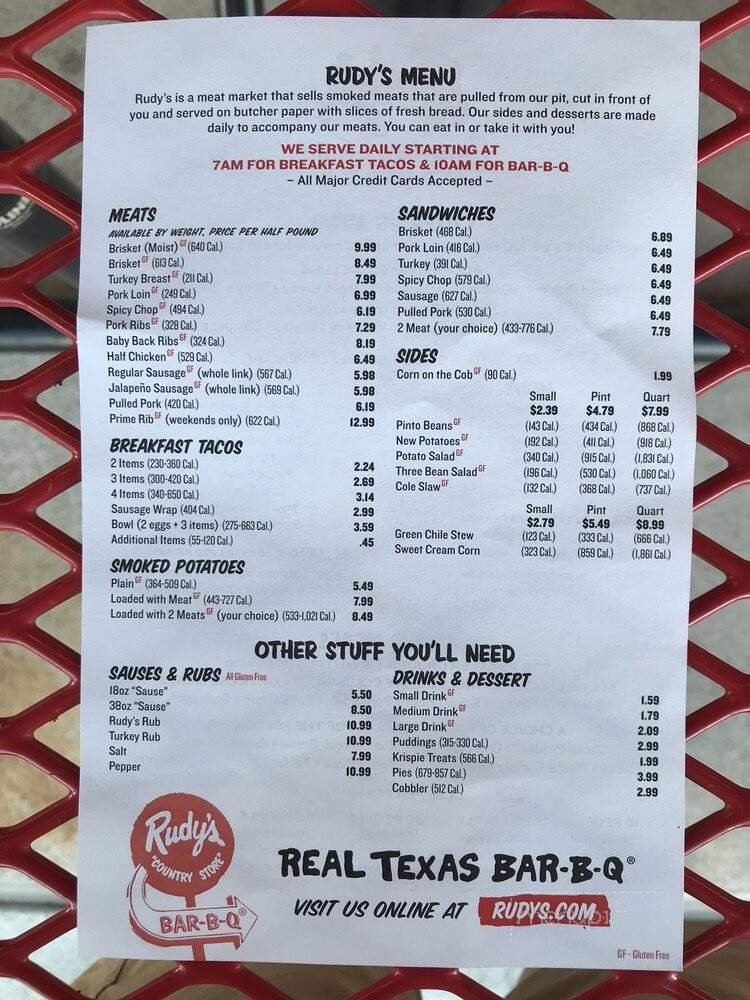 RUDY'S MENU
Rudy's is a meat market that sells smoked meats that are pulled from our pit, cut in front of
you and served on butcher paper with slices of fresh bread. Our sides and desserts are made
daily to accompany our meats. You can eat in or take it with you!
WE SERVE DAILY STARTING AT
7AM FOR BREAKFAST TACOS & 10AM FOR BAR-B-Q
– All Major Credit Cards Accepted –
MEATS
AVAILABLE BY WEIGHT, PRICE PER HALF POUND
Brisket (Moist) GF (640 Cal.) 9.99
Brisket GF (613 Cal.) 8.49
Turkey Breast GF (211 Cal.) 7.99
Pork Loin GF (249 Cal.) 6.99
Spicy Chop GF (494 Cal.) 6.19
Pork Ribs GF (328 Cal.) 7.29
Baby Back Ribs GF (324 Cal.) 8.19
Half Chicken GF (529 Cal.) 6.49
Regular Sausage GF (whole link) (567 Cal.) 5.98
Jalapeño Sausage GF (whole link) (569 Cal.) 5.98
Pulled Pork (420 Cal.) 6.19
Prime Rib GF (weekends only) (622 Cal.) 12.99
BREAKFAST TACOS
2 Items (230-360 Cal.) 2.24
3 Items (300-420 Cal.) 2.69
4 Items (340-650 Cal.) 3.14
Sausage Wrap (404 Cal.) 2.99
Bowl (2 eggs + 3 items) (275-663 Cal.) 3.59
Additional Items (55-120 Cal.) .45
SMOKED POTATOES
Plain GF (364-509 Cal.) 5.49
Loaded with Meat GF (443-727 Cal.) 7.99
Loaded with 2 Meats GF (your choice) (533-1,021 Cal.) 8.49
SANDWICHES
Brisket (468 Cal.) 6.89
Pork Loin (416 Cal.) 6.49
Turkey (391 Cal.) 6.49
Spicy Chop (579 Cal.) 6.49
Sausage (627 Cal.) 6.49
Pulled Pork (530 Cal.) 6.49
2 Meat (your choice) (433-776 Cal.) 7.79
SIDES
Corn on the Cob GF (90 Cal.) 1.99
Small Pint Quart
$2.39 $4.79 $7.99
Pinto Beans GF (143 Cal.) (434 Cal.) (868 Cal.)
New Potatoes GF (192 Cal.) (411 Cal.) (918 Cal.)
Potato Salad GF (340 Cal.) (915 Cal.) (1,831 Cal.)
Three Bean Salad GF (196 Cal.) (530 Cal.) (1,060 Cal.)
Cole Slaw GF (132 Cal.) (368 Cal.) (737 Cal.)
Small Pint Quart
$2.79 $5.49 $8.99
Green Chile Stew (123 Cal.) (333 Cal.) (666 Cal.)
Sweet Cream Corn (323 Cal.) (859 Cal.) (1,861 Cal.)
OTHER STUFF YOU'LL NEED
SAUSES & RUBS All Gluten Free
18oz "Sause" 5.50
38oz "Sause" 8.50
Rudy's Rub 10.99
Turkey Rub 10.99
Salt 7.99
Pepper 10.99
DRINKS & DESSERT
Small Drink GF 1.59
Medium Drink GF 1.79
Large Drink GF 2.09
Puddings (315-330 Cal.) 2.99
Krispie Treats (566 Cal.) 1.99
Pies (679-857 Cal.) 3.99
Cobbler (512 Cal.) 2.99
Rudy's
"COUNTRY STORE"
BAR-B-Q®
REAL TEXAS BAR-B-Q®
VISIT US ONLINE AT RUDYS.COM
GF - Gluten Free